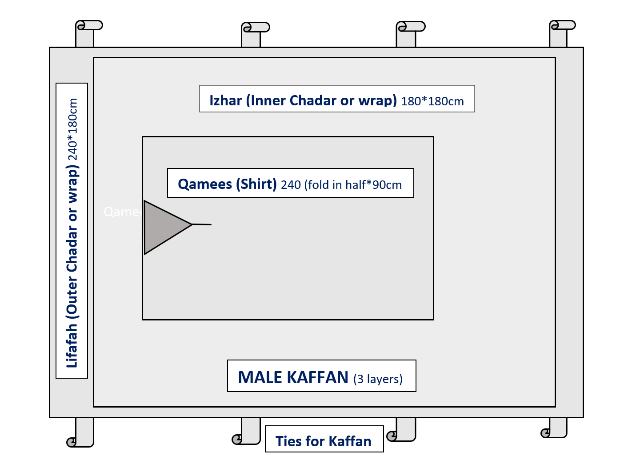 Izhar (Inner Chadar or wrap) 180*180cm
Qamees (Shirt) 240 (fold in half*90cm
Qame
Lifafah (Outer Chadar or wrap) 240*180cm
MALE KAFFAN (3 layers)
Ties for Kaffan